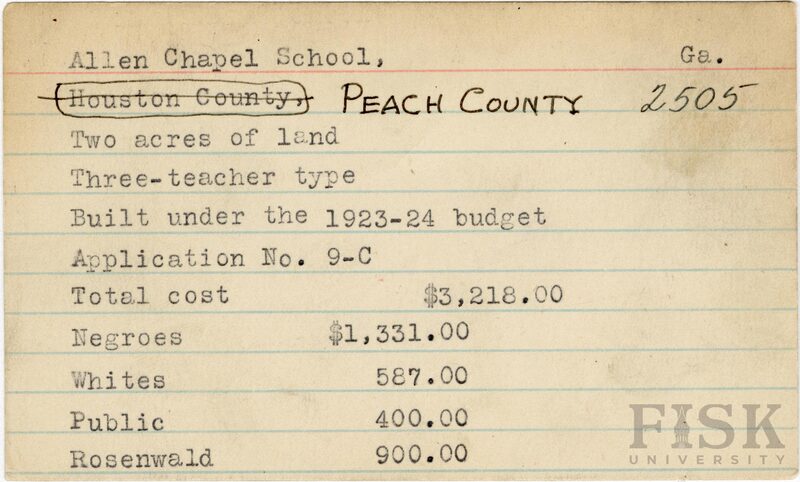 Allen Chapel School, Ga.
Houston County, PEACH COUNTY 2505
Two acres of land
Three-teacher type
Built under the 1923-24 budget
Application No. 9-C
Total cost $3,218.00
Negroes $1,331.00
Whites 587.00
Public 400.00
Rosenwald 900.00
FISK
UNIVERSITY